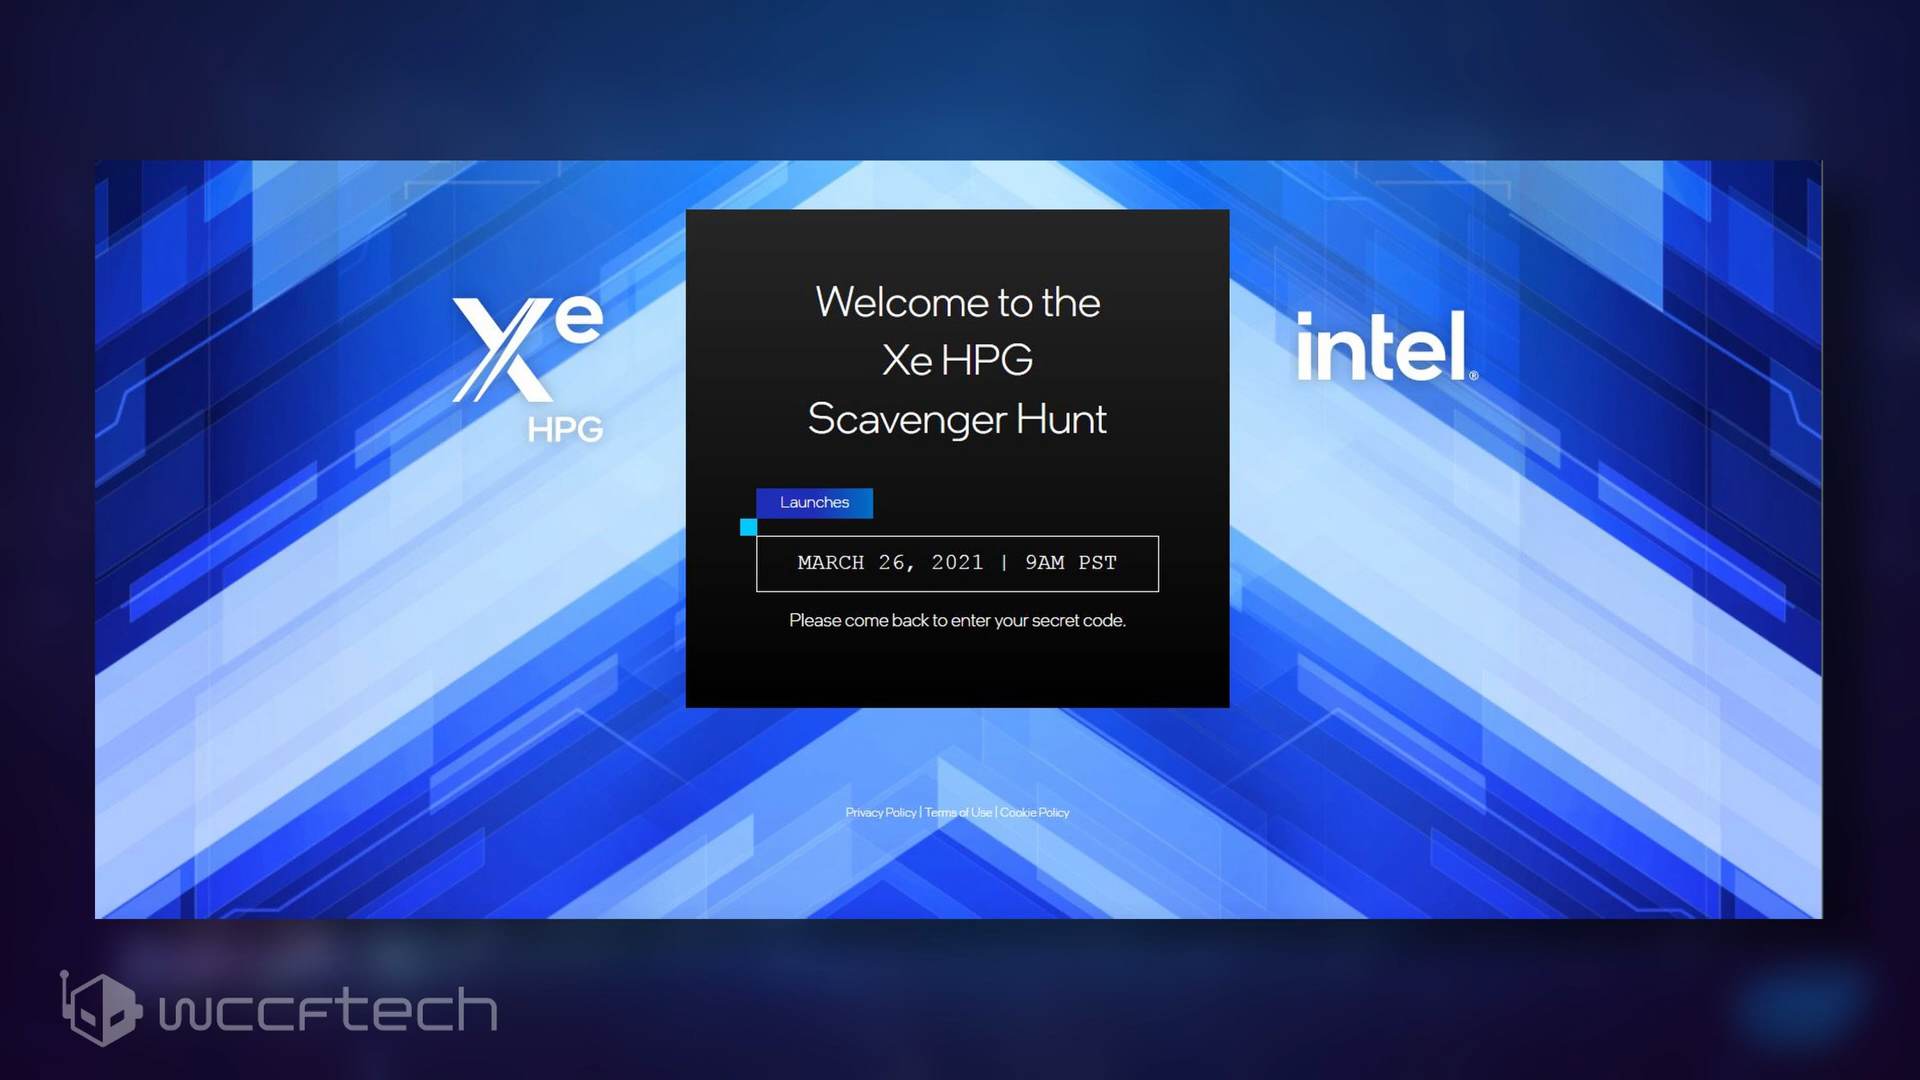 Xe
HPG
Welcome to the
Xe HPG
Scavenger Hunt
intel®
Launches
MARCH 26, 2021 | 9AM PST
Please come back to enter your secret code.
Privacy Policy | Terms of Use | Cookie Policy
wccftech